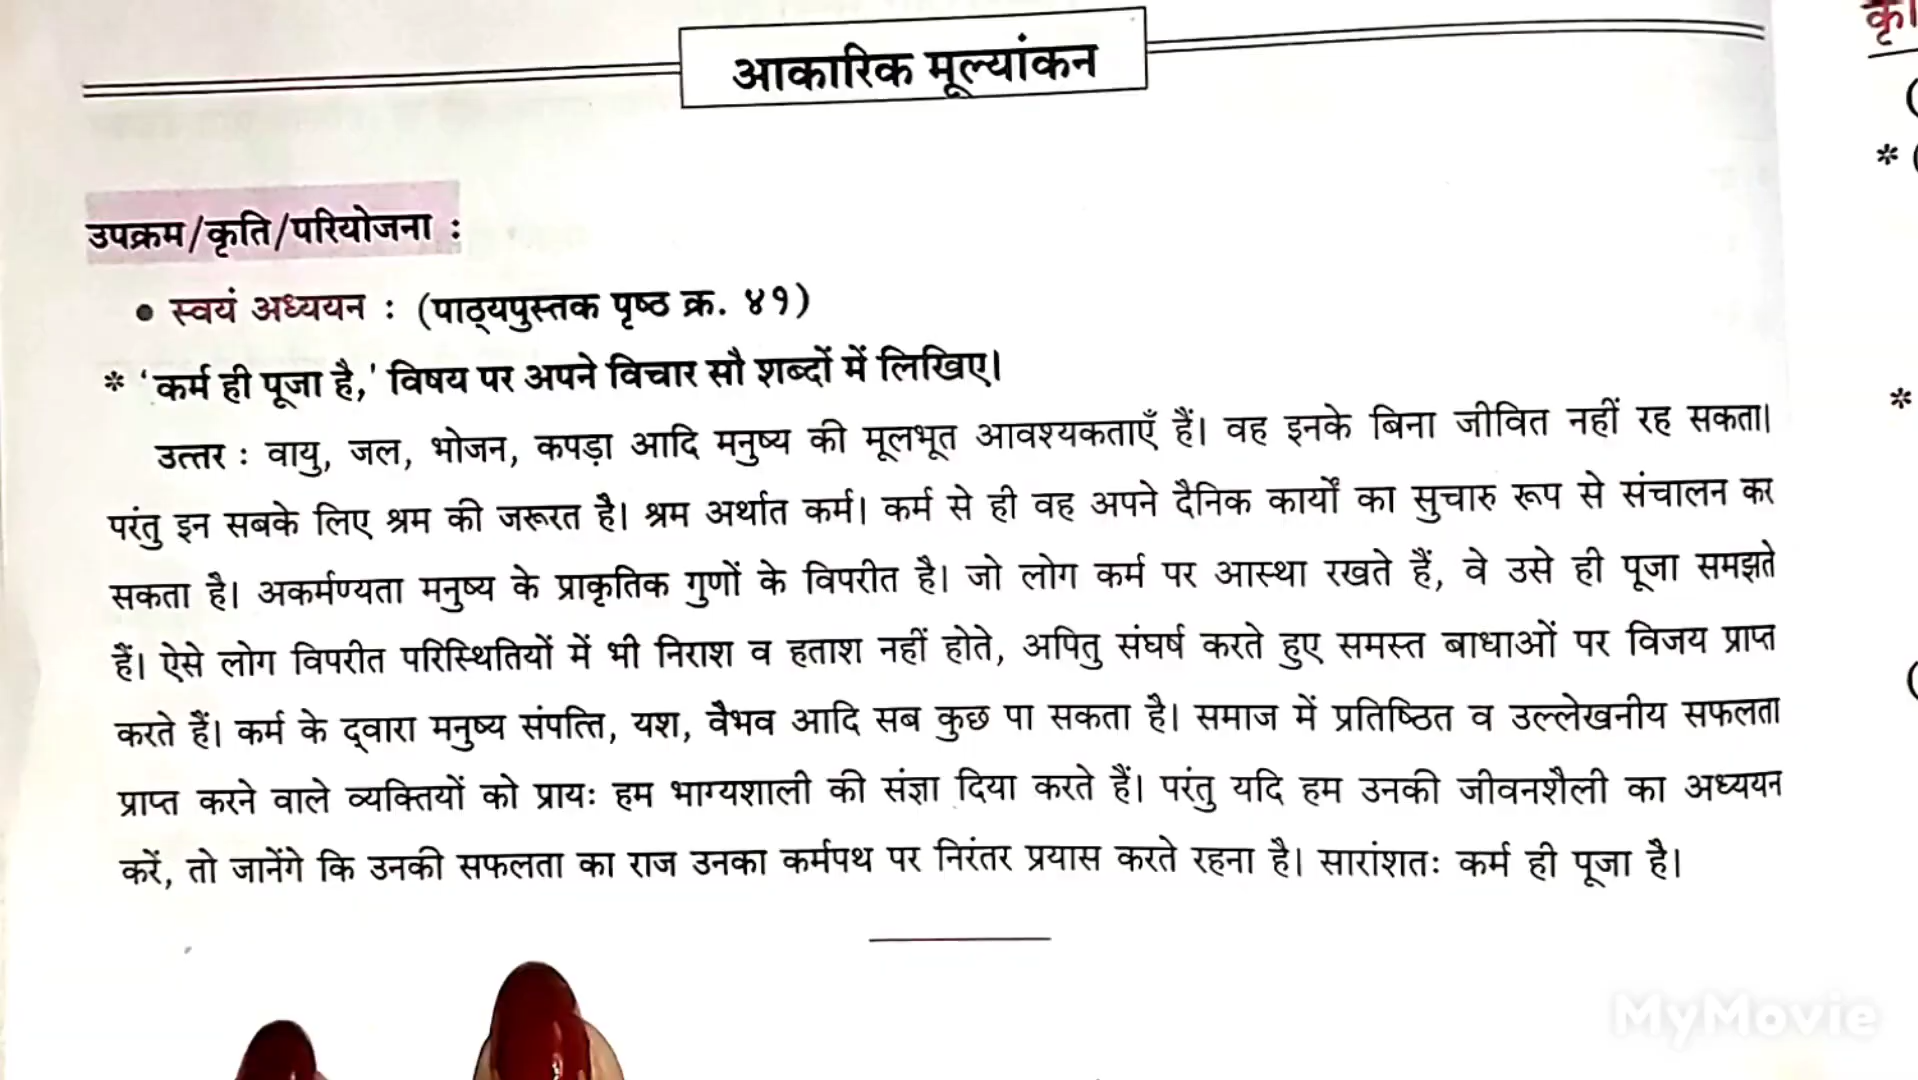 आकारिक मूल्यांकन
उपक्रम/कृति/परियोजना :
• स्वयं अध्ययन : (पाठ्यपुस्तक पृष्ठ क्र. ४१)
* 'कर्म ही पूजा है,' विषय पर अपने विचार सौ शब्दों में लिखिए।
उत्तर : वायु, जल, भोजन, कपड़ा आदि मनुष्य की मूलभूत आवश्यकताएँ हैं। वह इनके बिना जीवित नहीं रह सकता।
परंतु इन सबके लिए श्रम की जरूरत है। श्रम अर्थात कर्म। कर्म से ही वह अपने दैनिक कार्यों का सुचारु रूप से संचालन कर
सकता है। अकर्मण्यता मनुष्य के प्राकृतिक गुणों के विपरीत है। जो लोग कर्म पर आस्था रखते हैं, वे उसे ही पूजा समझते
हैं। ऐसे लोग विपरीत परिस्थितियों में भी निराश व हताश नहीं होते, अपितु संघर्ष करते हुए समस्त बाधाओं पर विजय प्राप्त
करते हैं। कर्म के द्वारा मनुष्य संपत्ति, यश, वैभव आदि सब कुछ पा सकता है। समाज में प्रतिष्ठित व उल्लेखनीय सफलता
प्राप्त करने वाले व्यक्तियों को प्रायः हम भाग्यशाली की संज्ञा दिया करते हैं। परंतु यदि हम उनकी जीवनशैली का अध्ययन
करें, तो जानेंगे कि उनकी सफलता का राज उनका कर्मपथ पर निरंतर प्रयास करते रहना है। सारांशतः कर्म ही पूजा है।
MyMovie